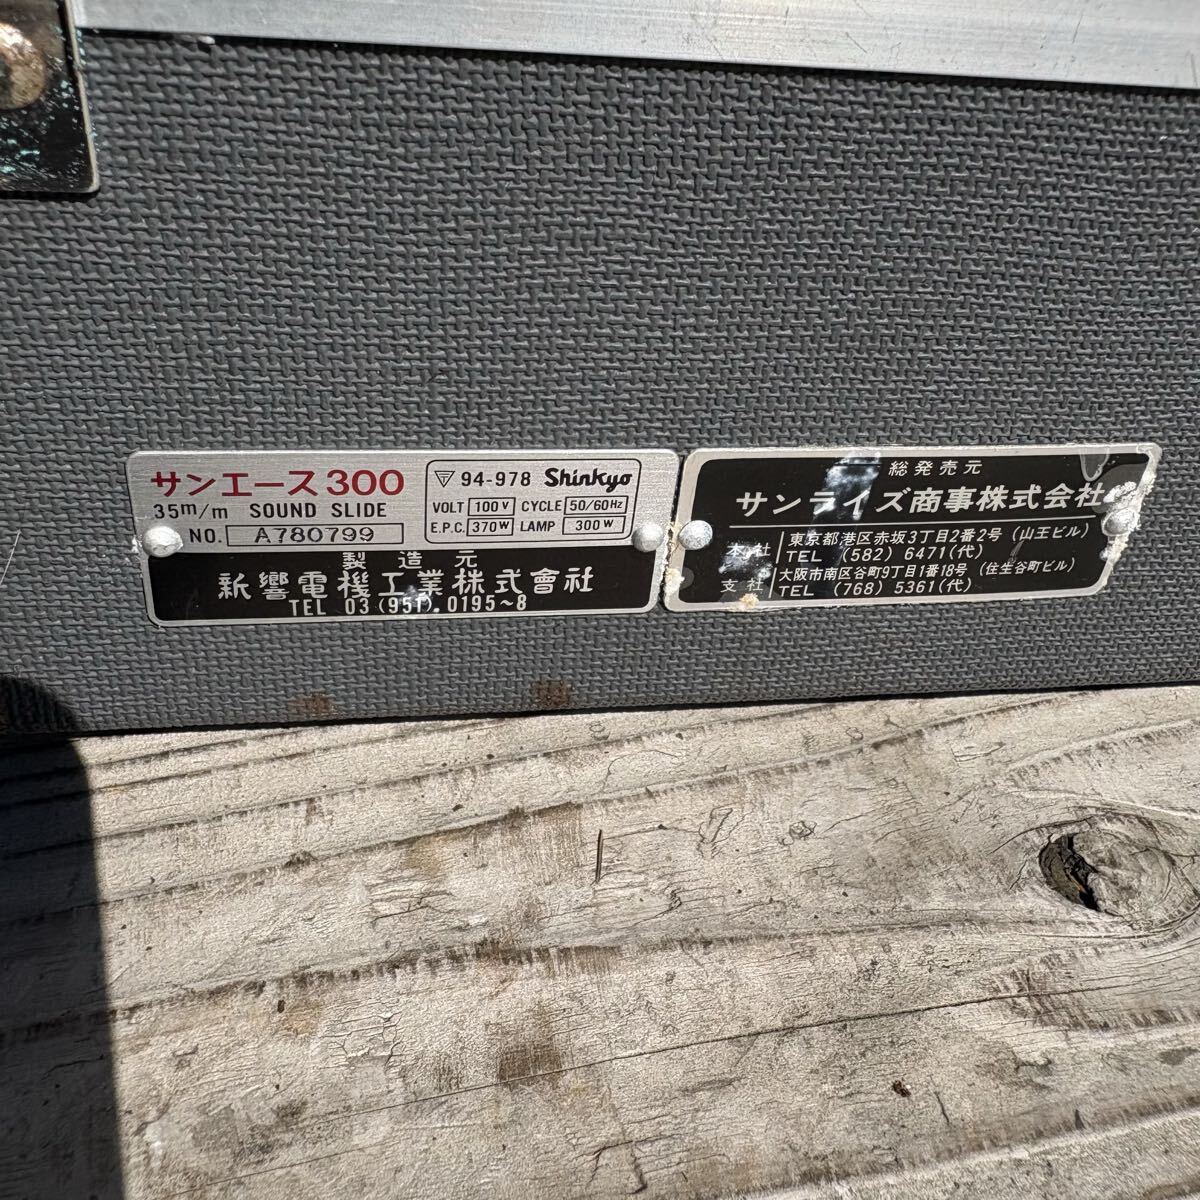 サンエース300
35m/m SOUND SLIDE
NO. A780799
▽〒 94-978 Shinkyo
VOLT 100V CYCLE 50/60Hz
E.P.C. 370W LAMP 300W
製造元
新響電機工業株式會社
TEL 03(951).0195~8
総発売元
サンライズ商事株式会社
本社 東京都港区赤坂3丁目2番2号 (山王ビル)
TEL (582) 6471(代)
支社 大阪市南区谷町9丁目1番18号 (住生谷町ビル)
TEL (768) 5361(代)